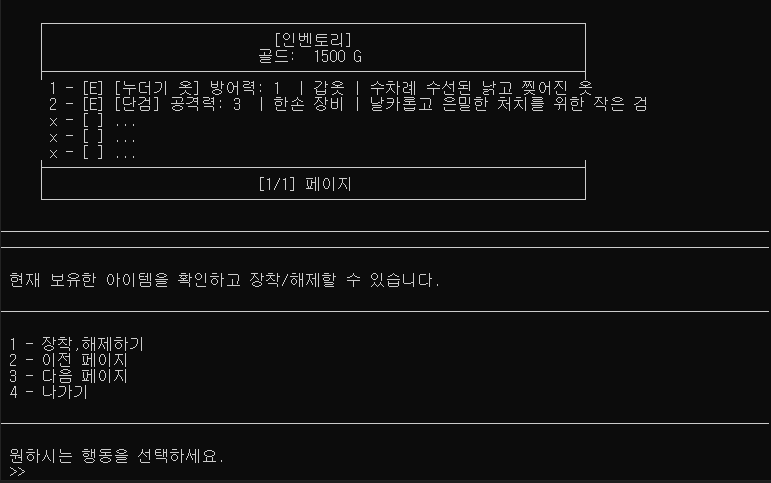 [인벤토리]
골드:  1500 G
1 - [E] [누더기 옷] 방어력: 1  | 갑옷 | 수차례 수선된 낡고 찢어진 옷
2 - [E] [단검] 공격력: 3  | 한손 장비 | 날카롭고 은밀한 처치를 위한 작은 검
x - [ ] ...
x - [ ] ...
x - [ ] ...
[1/1] 페이지
현재 보유한 아이템을 확인하고 장착/해제할 수 있습니다.
1 - 장착,해제하기
2 - 이전 페이지
3 - 다음 페이지
4 - 나가기
원하시는 행동을 선택하세요.
>>